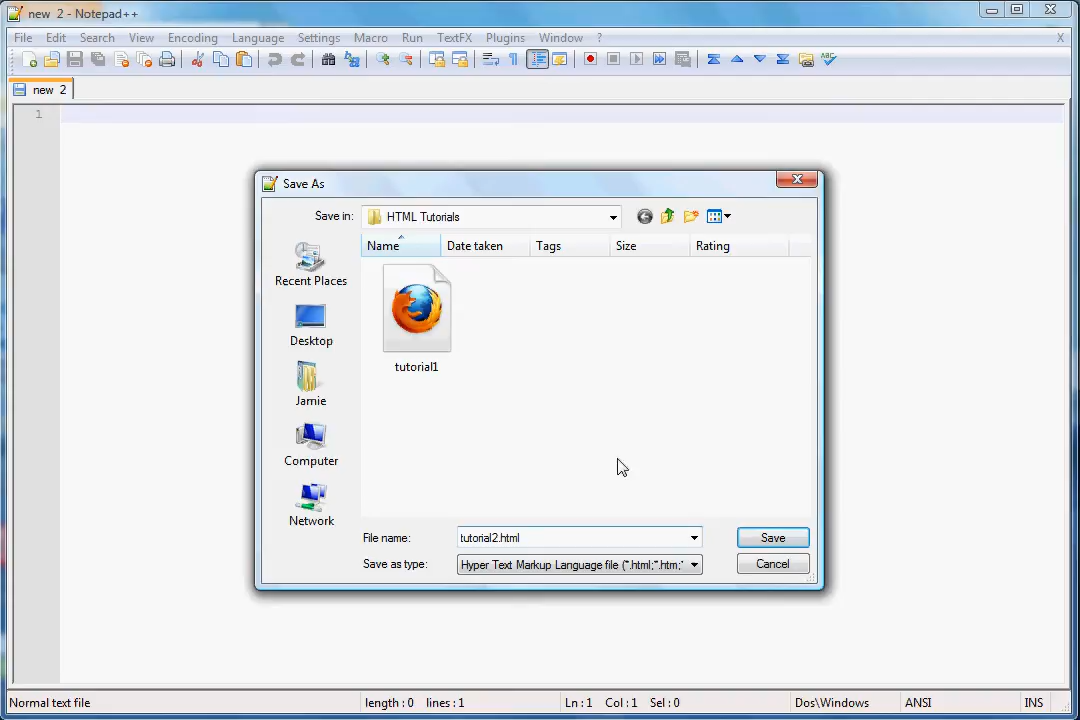 new 2 - Notepad++
File Edit Search View Encoding Language Settings Macro Run TextFX Plugins Window ? X
new 2
1
Save As
Save in: HTML Tutorials
Name Date taken Tags Size Rating
Recent Places
Desktop
Jamie
Computer
Network
tutorial1
File name: tutorial2.html Save
Save as type: Hyper Text Markup Language file (*.html;*.htm;* Cancel
Normal text file length : 0 lines : 1 Ln : 1 Col : 1 Sel : 0 Dos\Windows ANSI INS